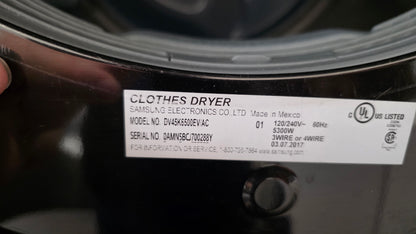 CLOTHES DRYER
SAMSUNG ELECTRONICS CO., LTD. Made in Mexico
MODEL NO. DV45K6500EV/AC 01 120/240V~ 60Hz
5300W
SERIAL NO. 0AMN5BCJ700288Y 3WIRE or 4WIRE
03.07.2017
FOR INFORMATION OR SERVICE, 1-800-726-7864 www.samsung.com
C UL US LISTED